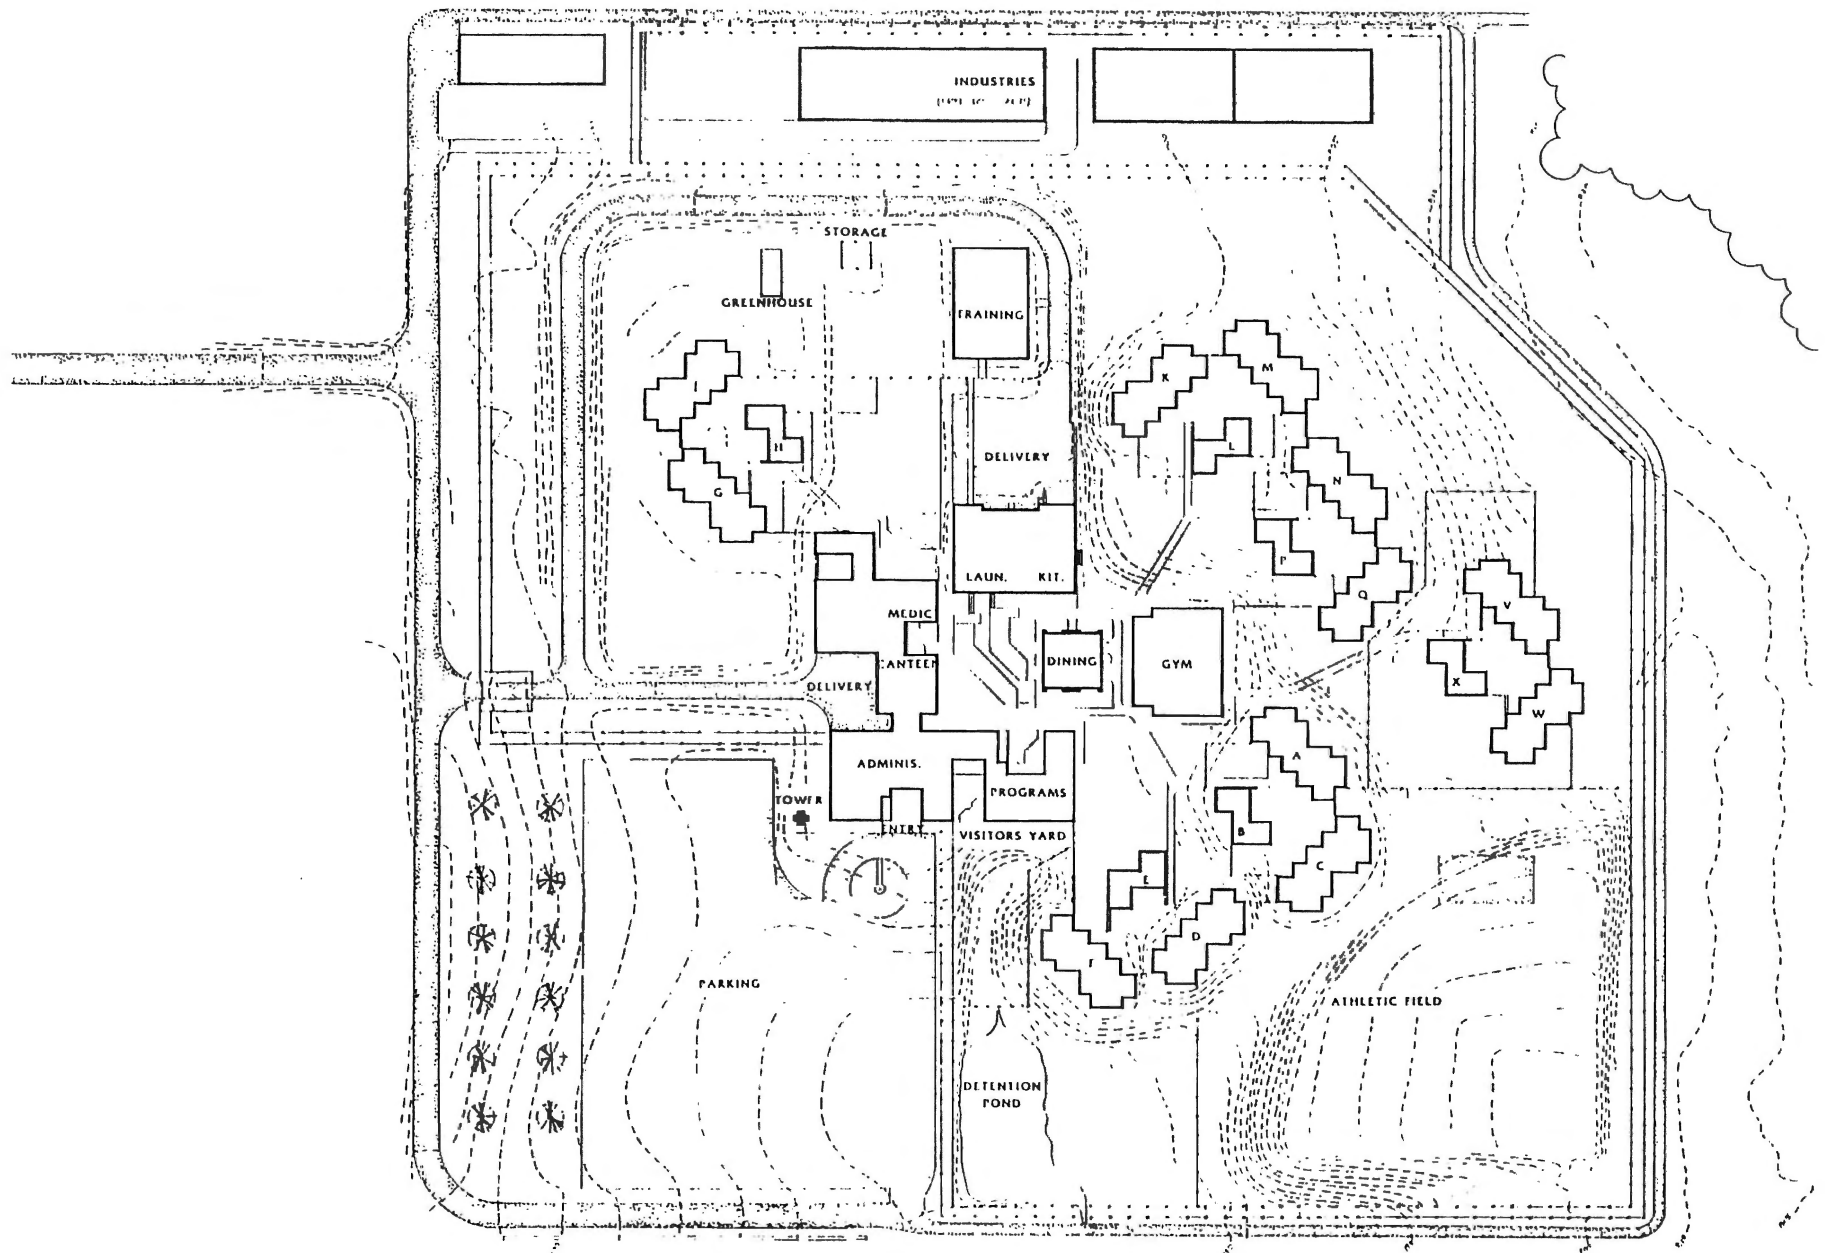 INDUSTRIES
STORAGE
GREENHOUSE
TRAINING
M
K
I
L
H
DELIVERY
N
G
P
LAUN. KIT.
Q
V
MEDIC
CANTEEN
DINING
GYM
X
DELIVERY
W
A
ADMINIS.
PROGRAMS
TOWER
ENTRY
VISITORS YARD
B
C
E
D
F
PARKING
ATHLETIC FIELD
DETENTION
POND